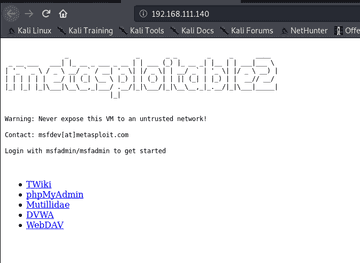 192.168.111.140
Kali Linux
Kali Training
Kali Tools
Kali Docs
Kali Forums
NetHunter
Offe
metasploitable2
Warning: Never expose this VM to an untrusted network!
Contact: msfdev[at]metasploit.com
Login with msfadmin/msfadmin to get started
TWiki
phpMyAdmin
Mutillidae
DVWA
WebDAV